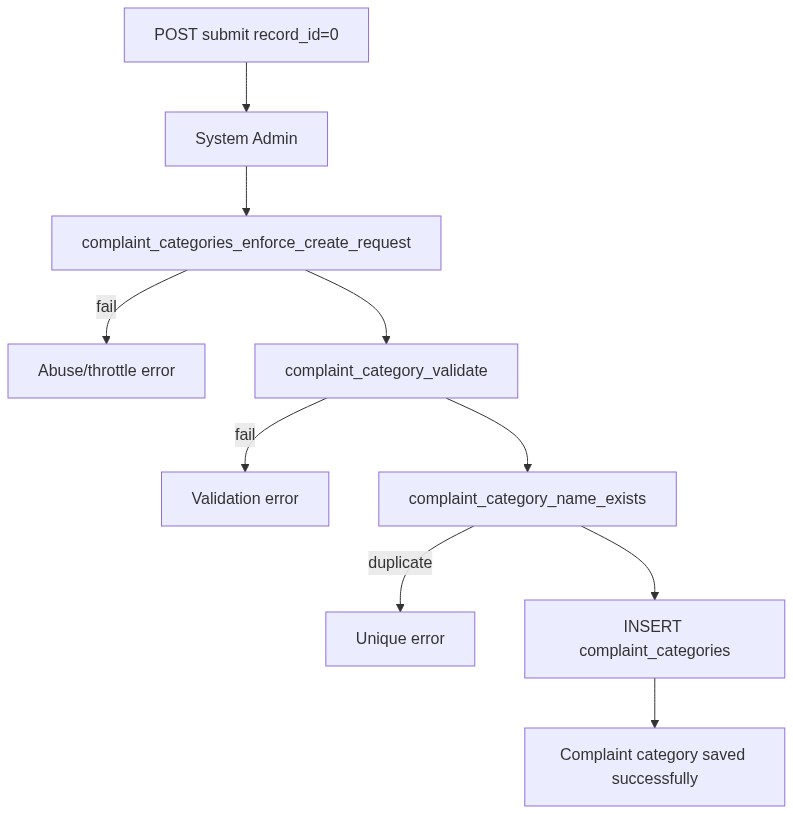 POST submit record_id=0
System Admin
complaint_categories_enforce_create_request
fail
Abuse/throttle error
complaint_category_validate
fail
Validation error
complaint_category_name_exists
duplicate
Unique error
INSERT
complaint_categories
Complaint category saved
successfully